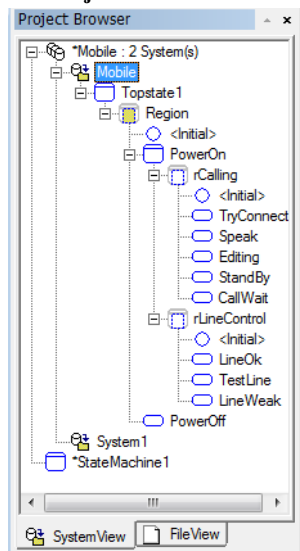 Project Browser
*Mobile : 2 System(s)
Mobile
Topstate1
Region
<Initial>
PowerOn
rCalling
<Initial>
TryConnect
Speak
Editing
StandBy
CallWait
rLineControl
<Initial>
LineOk
TestLine
LineWeak
PowerOff
System1
*StateMachine1
SystemView FileView